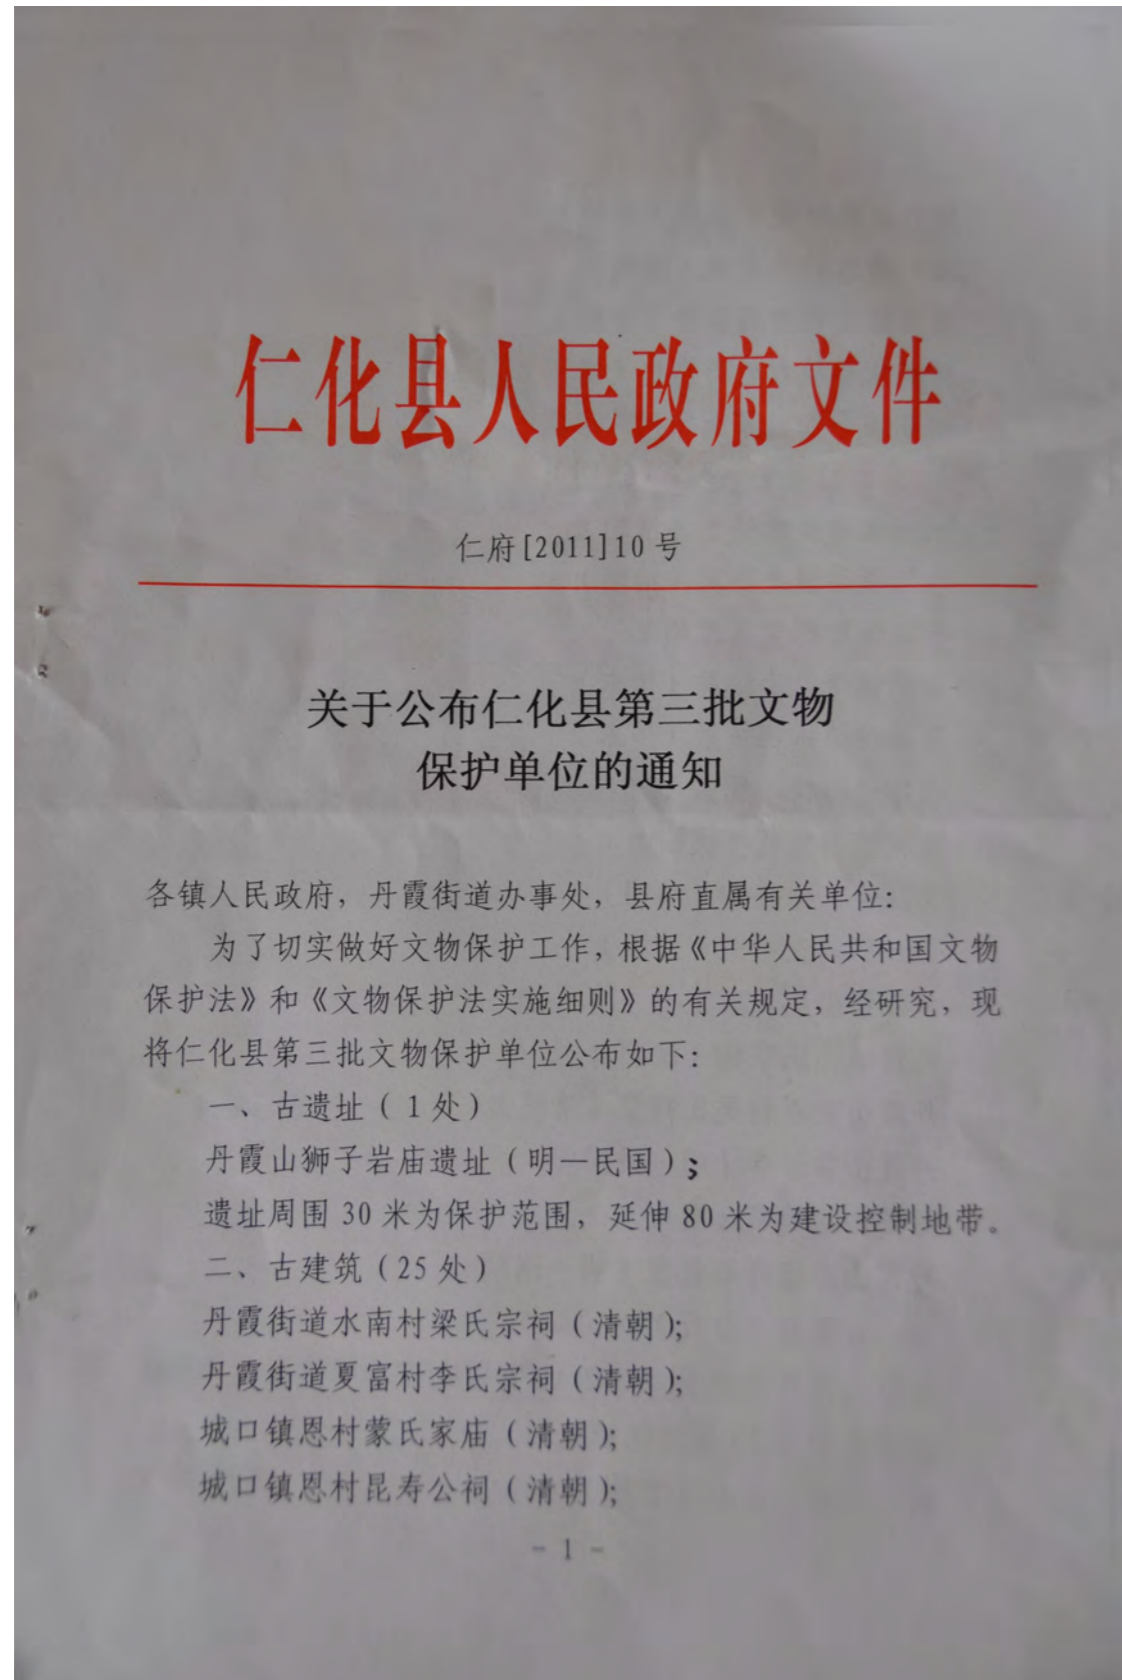 仁化县人民政府文件
仁府[2011]10 号
关于公布仁化县第三批文物
保护单位的通知
各镇人民政府，丹霞街道办事处，县府直属有关单位：
为了切实做好文物保护工作，根据《中华人民共和国文物
保护法》和《文物保护法实施细则》的有关规定，经研究，现
将仁化县第三批文物保护单位公布如下：
一、古遗址（1处）
丹霞山狮子岩庙遗址（明—民国）；
遗址周围 30 米为保护范围，延伸 80 米为建设控制地带。
二、古建筑（25处）
丹霞街道水南村梁氏宗祠（清朝）；
丹霞街道夏富村李氏宗祠（清朝）；
城口镇恩村蒙氏家庙（清朝）；
城口镇恩村昆寿公祠（清朝）；
- 1 -